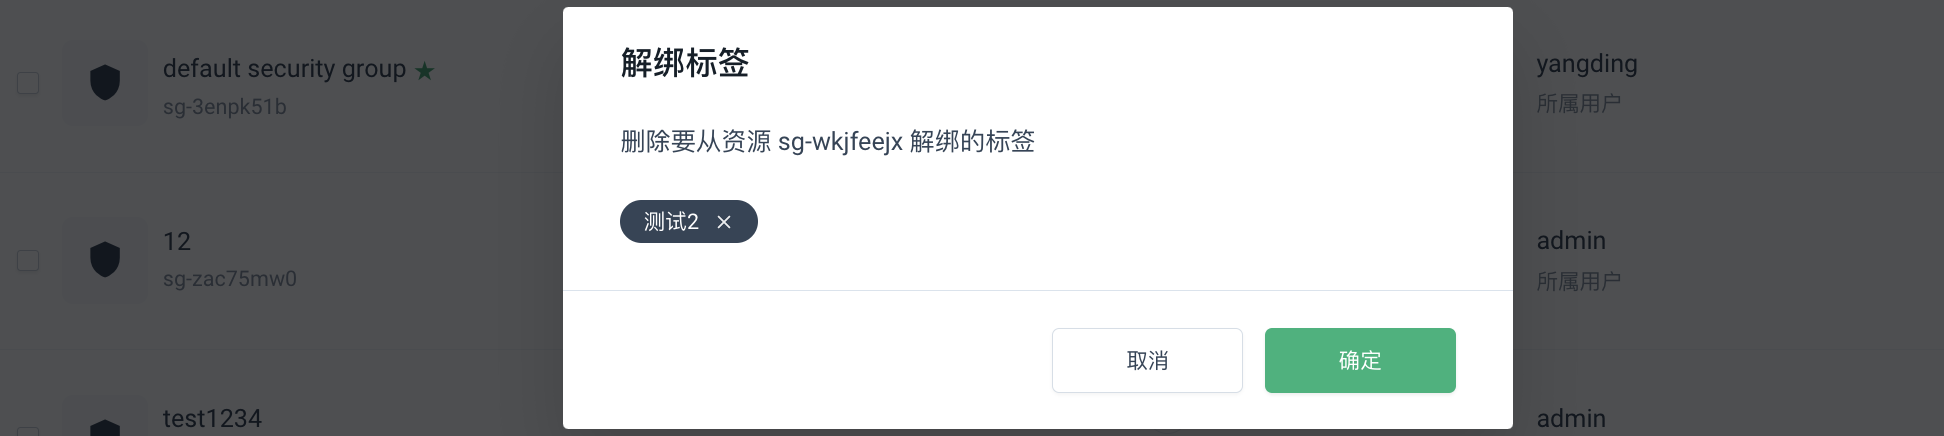 default security group
sg-3enpk51b
12
sg-zac75mw0
test1234
解绑标签
删除要从资源 sg-wkjfeejx 解绑的标签
测试2
取消
确定
yangding
所属用户
admin
所属用户
admin